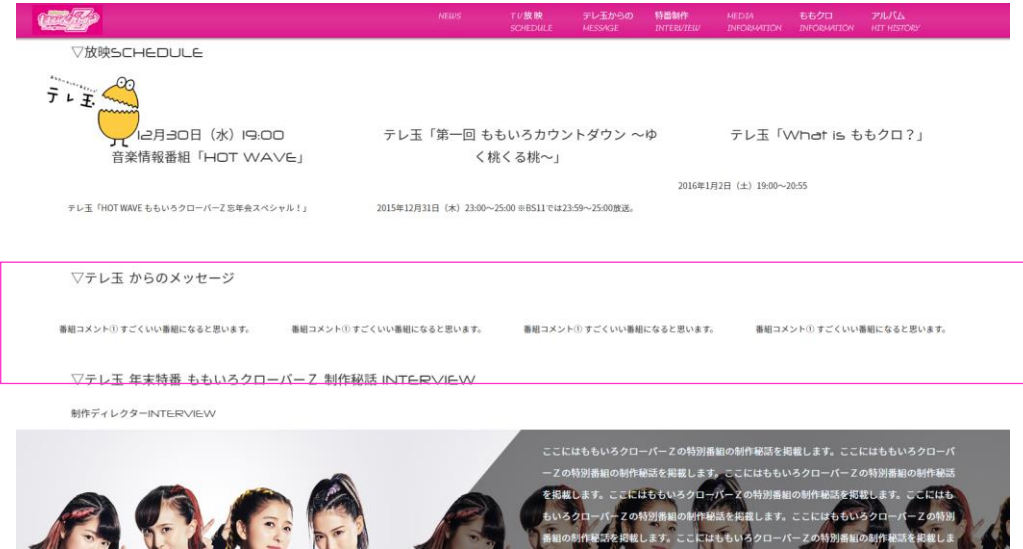 NEWS
TV放映
SCHEDULE
テレ玉からの
MESSAGE
特番制作
INTERVIEW
MEDIA
INFORMATION
ももクロ
INFORMATION
アルバム
HIT HISTORY
▽放映SCHEDULE
テレ玉
12月30日（水）19:00
音楽情報番組「HOT WAVE」
テレ玉「第一回 ももいろカウントダウン ～ゆ
く桃くる桃～」
テレ玉「What is ももクロ？」
2016年1月2日（土）19:00～20:55
テレ玉「HOT WAVE ももいろクローバーZ 忘年会スペシャル！」
2015年12月31日（木）23:00～25:00 ※BS11では23:59～25:00放送。
▽テレ玉 からのメッセージ
番組コメント① すごくいい番組になると思います。
番組コメント① すごくいい番組になると思います。
番組コメント① すごくいい番組になると思います。
番組コメント① すごくいい番組になると思います。
▽テレ玉 年末特番 ももいろクローバーＺ 制作秘話 INTERVIEW
制作ディレクターINTERVIEW
ここにはももいろクローバーＺの特別番組の制作秘話を掲載します。ここにはももいろクローバ
ーＺの特別番組の制作秘話を掲載します。ここにはももいろクローバーＺの特別番組の制作秘話
を掲載します。ここにはももいろクローバーＺの特別番組の制作秘話を掲載します。ここにはも
もいろクローバーＺの特別番組の制作秘話を掲載します。ここにはももいろクローバーＺの特別
番組の制作秘話を掲載します。ここにはももいろクローバーＺの特別番組の制作秘話を掲載しま